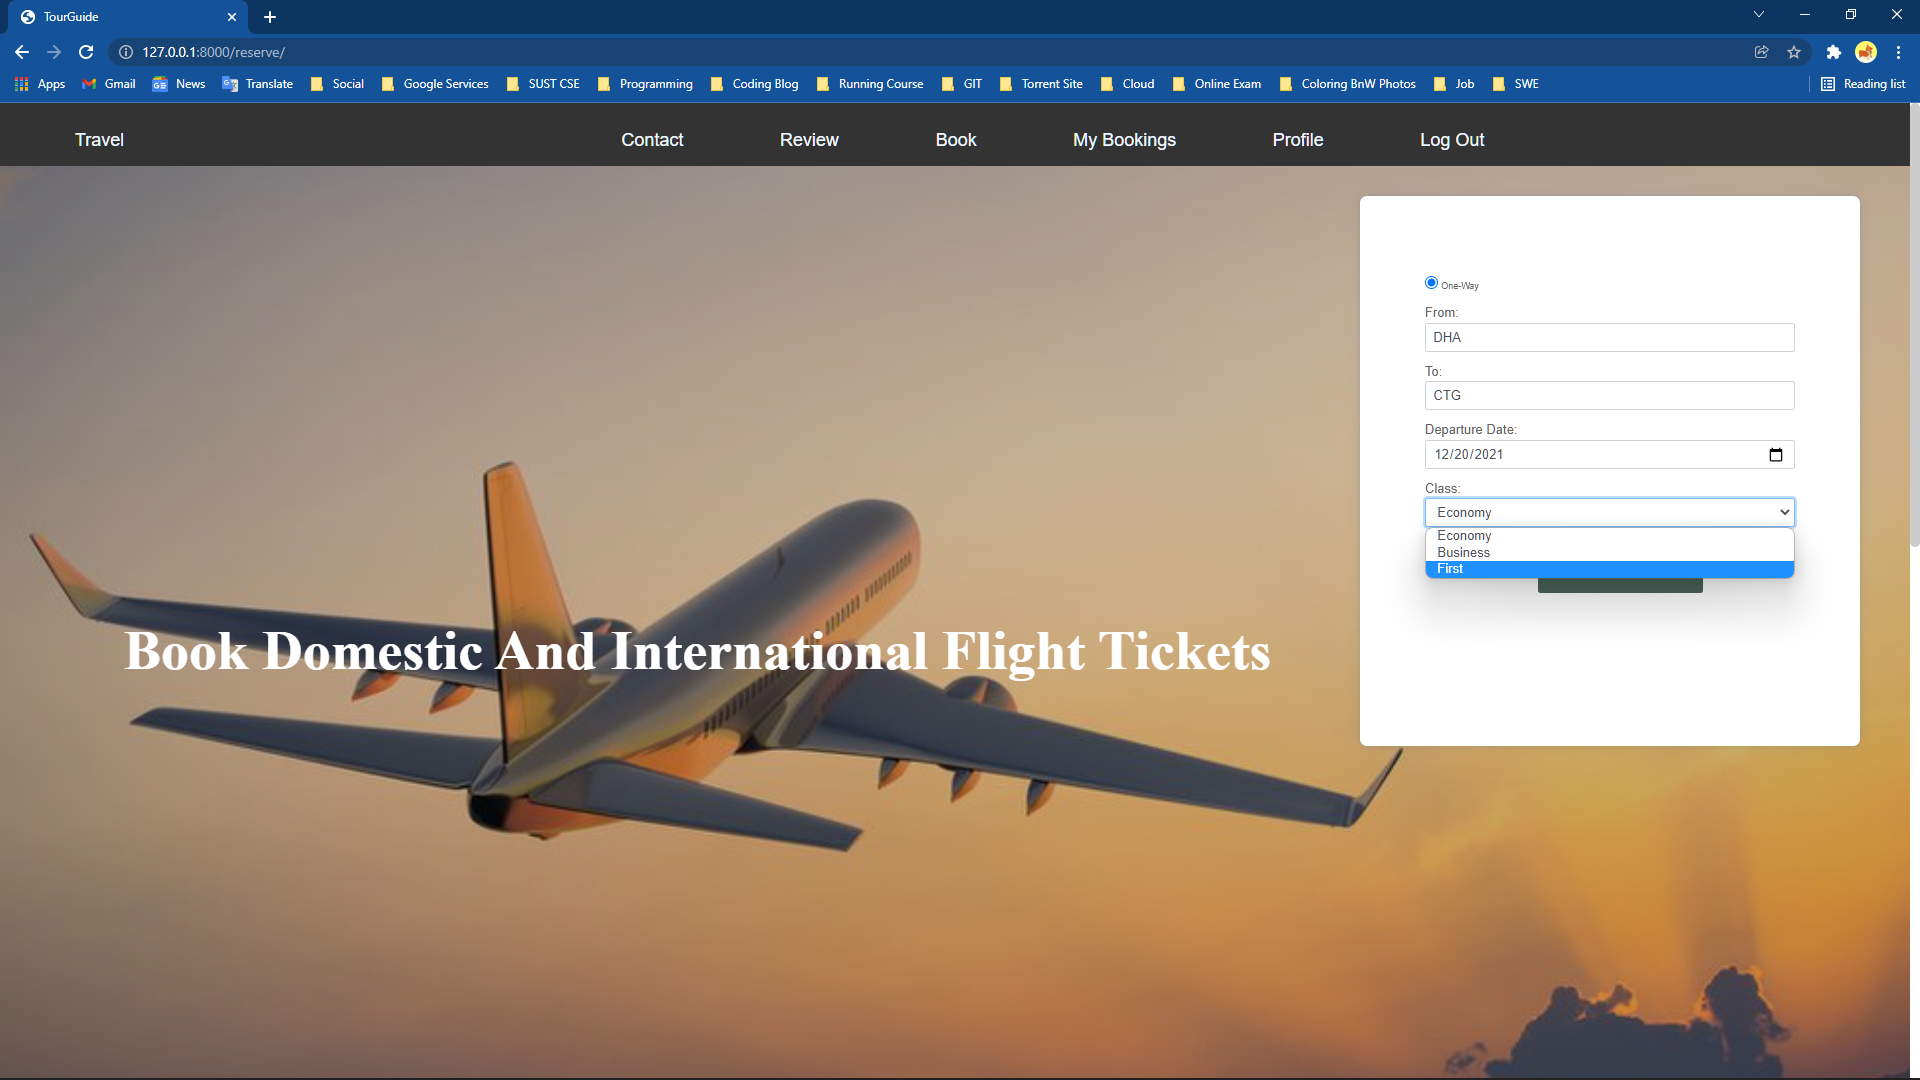 TourGuide
127.0.0.1:8000/reserve/
Apps Gmail News Translate Social Google Services SUST CSE Programming Coding Blog Running Course GIT Torrent Site Cloud Online Exam Coloring BnW Photos Job SWE Reading list
Travel Contact Review Book My Bookings Profile Log Out
One-Way
From:
DHA
To:
CTG
Departure Date:
12/20/2021
Class:
Economy
Economy
Business
First
Book Domestic And International Flight Tickets